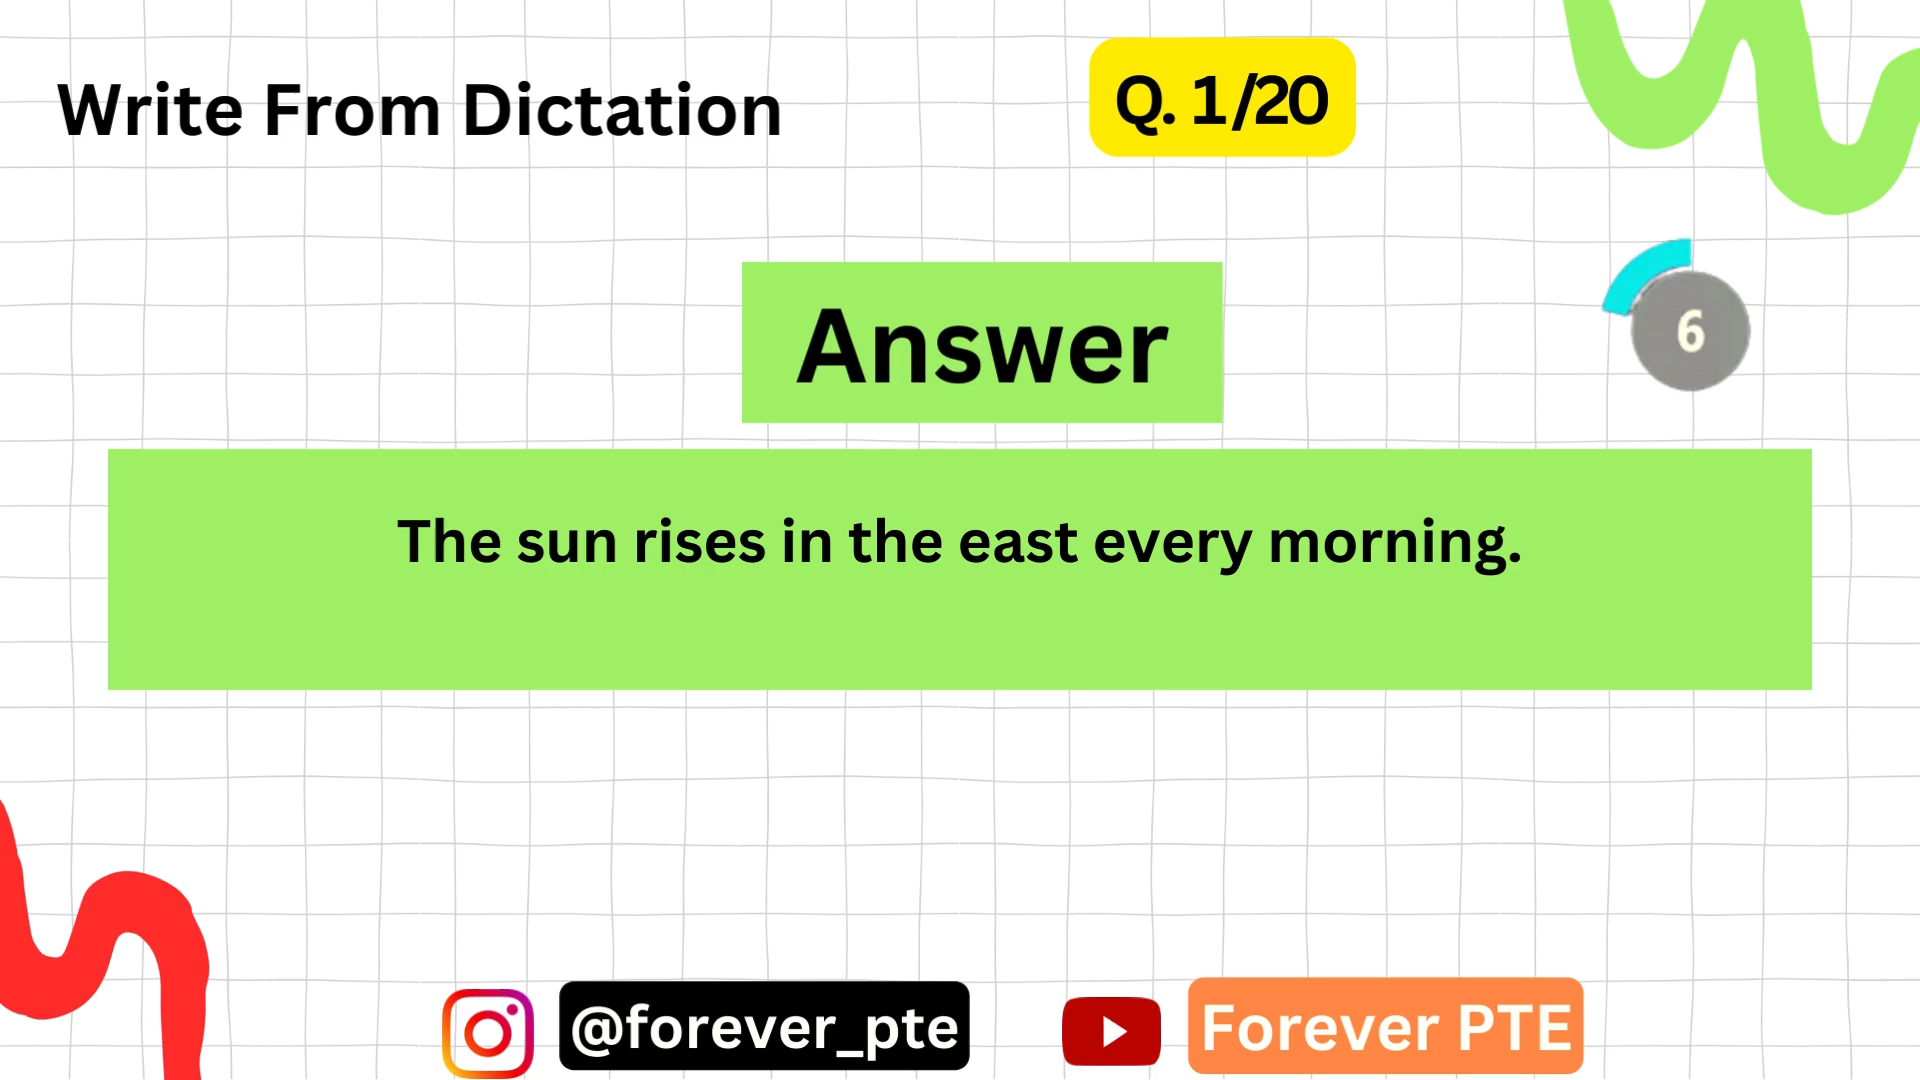 Write From Dictation
Q. 1/20
Answer
6
The sun rises in the east every morning.
@forever_pte
Forever PTE